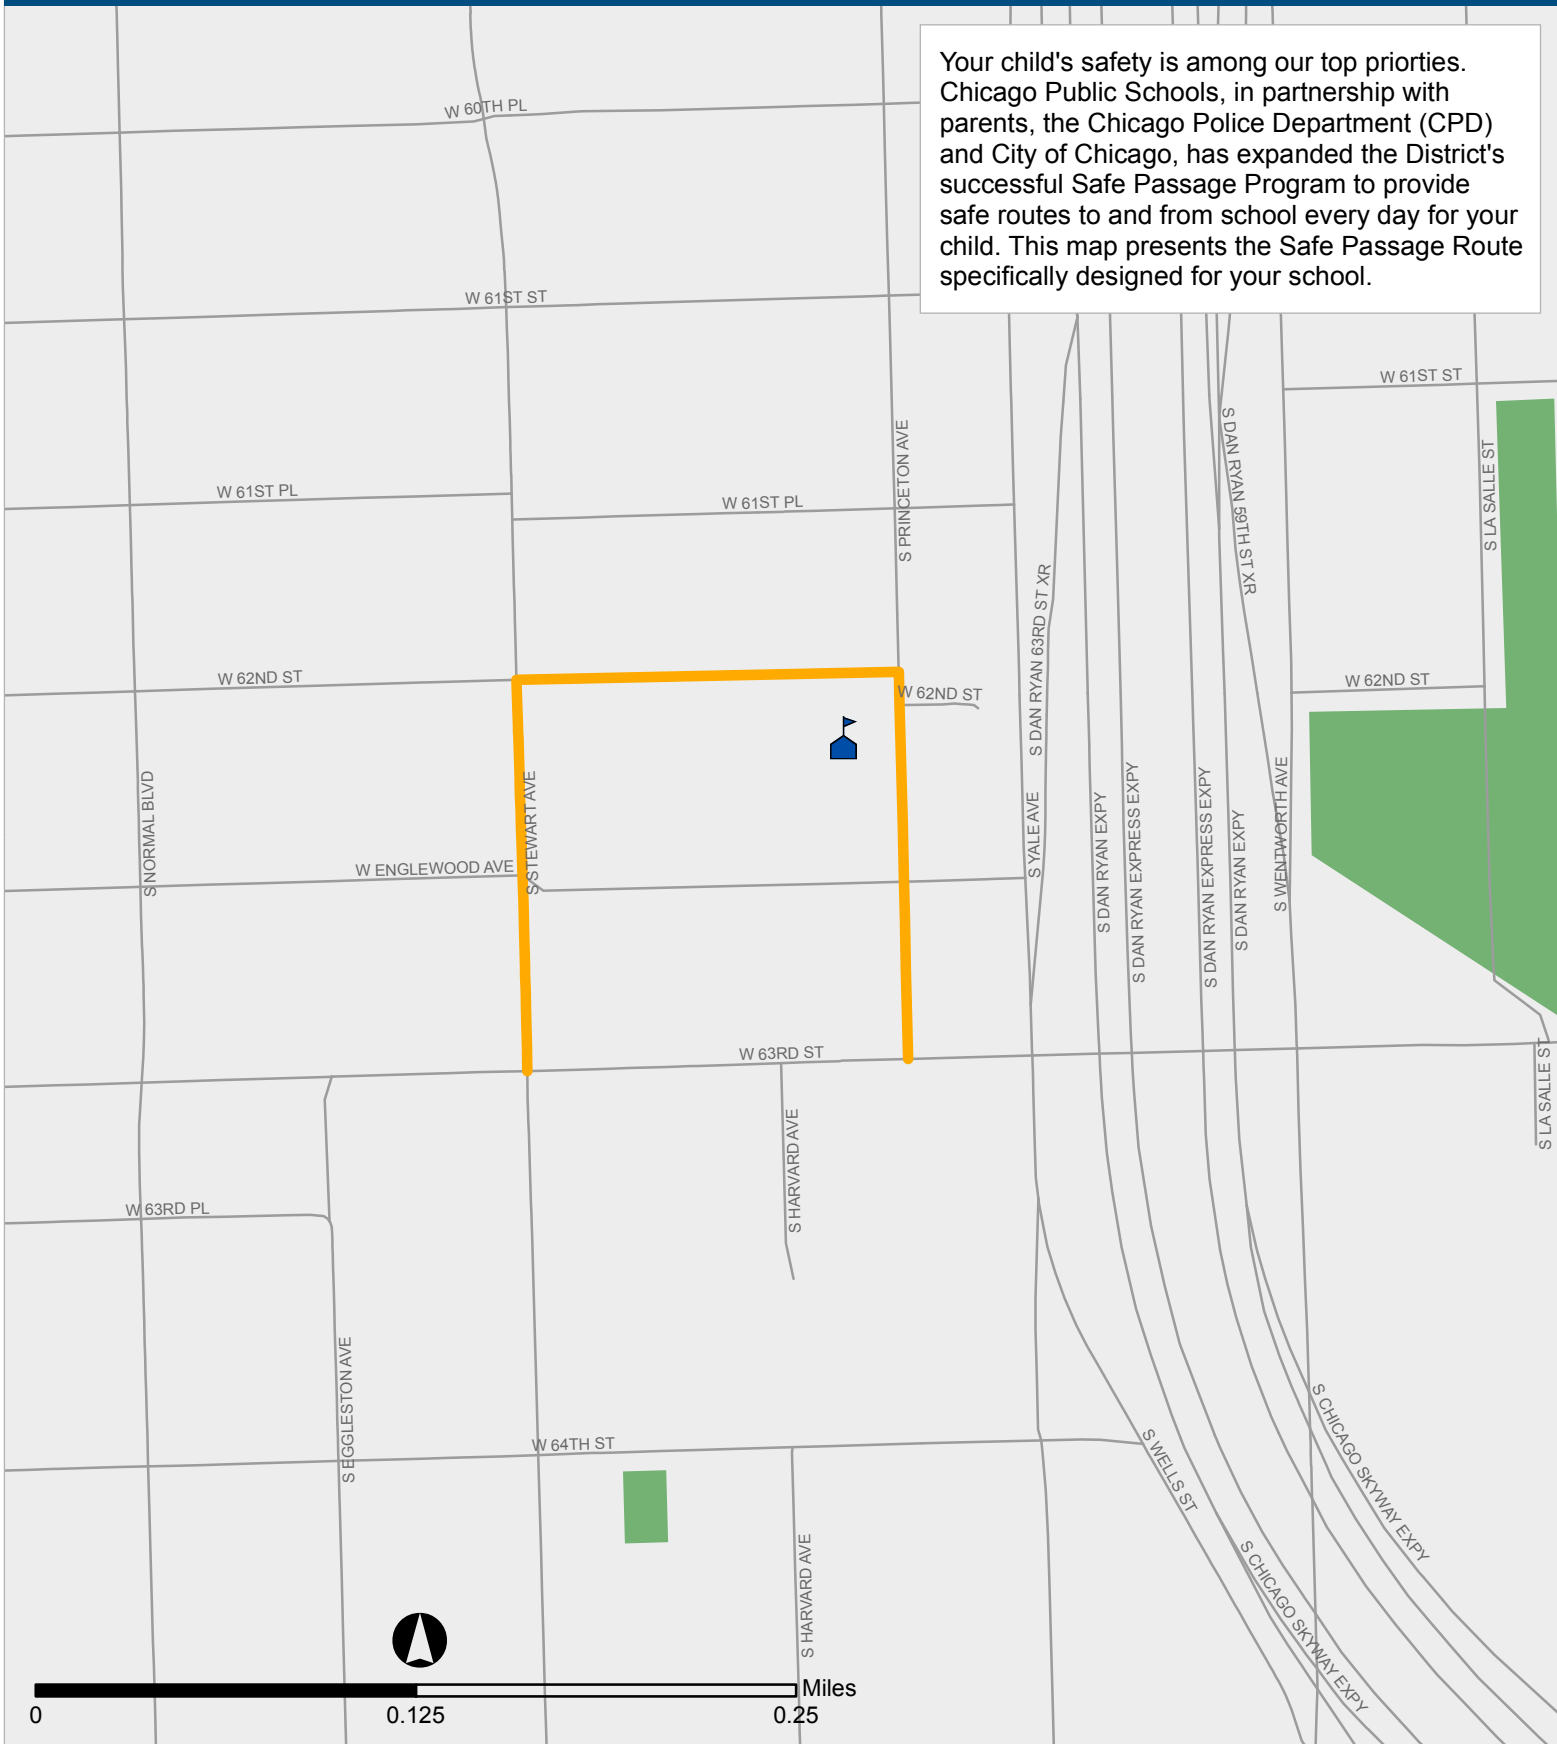 Your child's safety is among our top priorties.
Chicago Public Schools, in partnership with
parents, the Chicago Police Department (CPD)
and City of Chicago, has expanded the District's
successful Safe Passage Program to provide
safe routes to and from school every day for your
child. This map presents the Safe Passage Route
specifically designed for your school.
W 60TH PL
W 61ST ST
W 61ST ST
W 61ST PL
W 61ST PL
S PRINCETON AVE
S DAN RYAN 59TH ST XR
S LA SALLE ST
S DAN RYAN 63RD ST XR
W 62ND ST
W 62ND ST
W 62ND ST
S NORMAL BLVD
S STEWART AVE
W ENGLEWOOD AVE
S YALE AVE
S DAN RYAN EXPY
S DAN RYAN EXPRESS EXPY
S DAN RYAN EXPRESS EXPY
S DAN RYAN EXPY
S WENTWORTH AVE
W 63RD ST
S LA SALLE ST
S HARVARD AVE
W 63RD PL
S EGGLESTON AVE
W 64TH ST
S WELLS ST
S CHICAGO SKYWAY EXPY
S CHICAGO SKYWAY EXPY
S HARVARD AVE
Miles
0
0.125
0.25